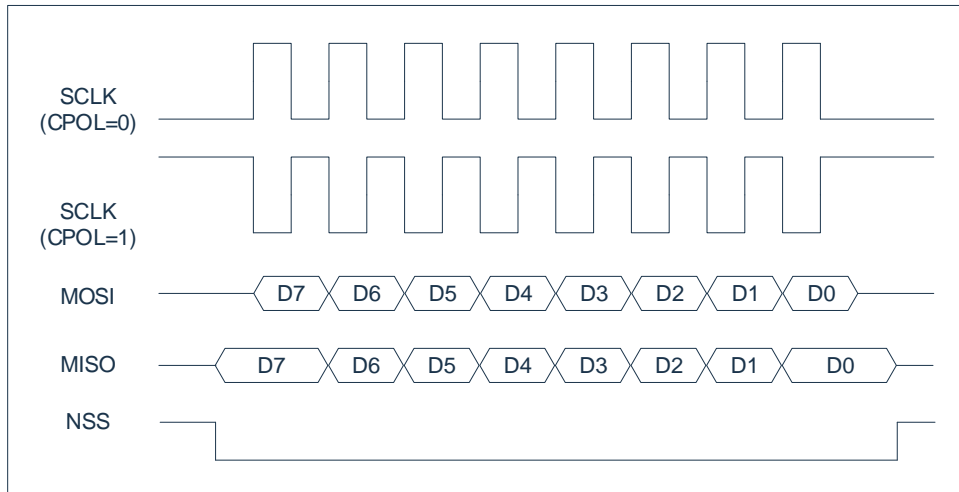 SCLK
(CPOL=0)
SCLK
(CPOL=1)
MOSI D7 D6 D5 D4 D3 D2 D1 D0
MISO D7 D6 D5 D4 D3 D2 D1 D0
NSS